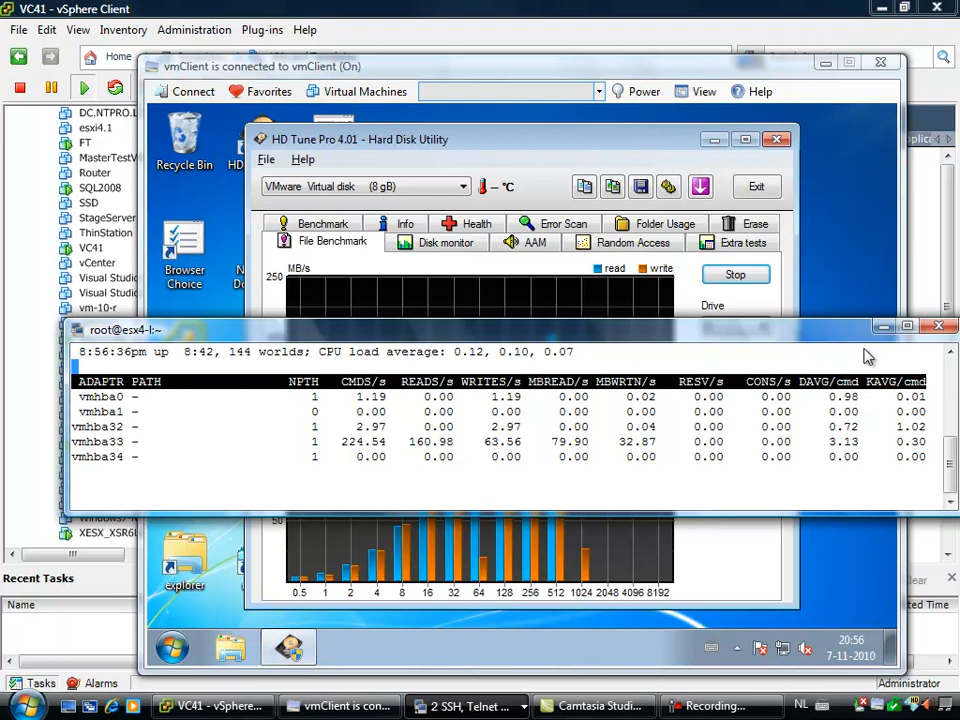 VC41 - vSphere Client
File Edit View Inventory Administration Plug-ins Help
Home
vmClient is connected to vmClient (On)
Connect Favorites Virtual Machines Power View Help
DC.NTPRO.L
esxi4.1
FT
MasterTestV
Router
SQL2008
SSD
StageServer
ThinStation
VC41
vCenter
Visual Studi
Visual Studi
vm-10-r
XESX_XSR6U
Recycle Bin
Browser
Choice
explorer
HD Tune Pro 4.01 - Hard Disk Utility
File Help
VMware Virtual disk (8 gB)
– °C
Exit
Benchmark Info Health Error Scan Folder Usage Erase
File Benchmark Disk monitor AAM Random Access Extra tests
250 MB/s read write
Stop
Drive
root@esx4-l:~
8:56:36pm up 8:42, 144 worlds; CPU load average: 0.12, 0.10, 0.07
ADAPTR PATH NPTH CMDS/s READS/s WRITES/s MBREAD/s MBWRTN/s RESV/s CONS/s DAVG/cmd KAVG/cmd
vmhba0 - 1 1.19 0.00 1.19 0.00 0.02 0.00 0.00 0.98 0.01
vmhba1 - 0 0.00 0.00 0.00 0.00 0.00 0.00 0.00 0.00 0.00
vmhba32 - 1 2.97 0.00 2.97 0.00 0.04 0.00 0.00 0.72 1.02
vmhba33 - 1 224.54 160.98 63.56 79.90 32.87 0.00 0.00 3.13 0.30
vmhba34 - 1 0.00 0.00 0.00 0.00 0.00 0.00 0.00 0.00 0.00
50
0.5 1 2 4 8 16 32 64 128 256 512 1024 2048 4096 8192
Recent Tasks
Name
20:56
7-11-2010
Tasks Alarms Administrator
VC41 - vSphere... vmClient is con... 2 SSH, Telnet ... Camtasia Studi... Recording... NL 20:56